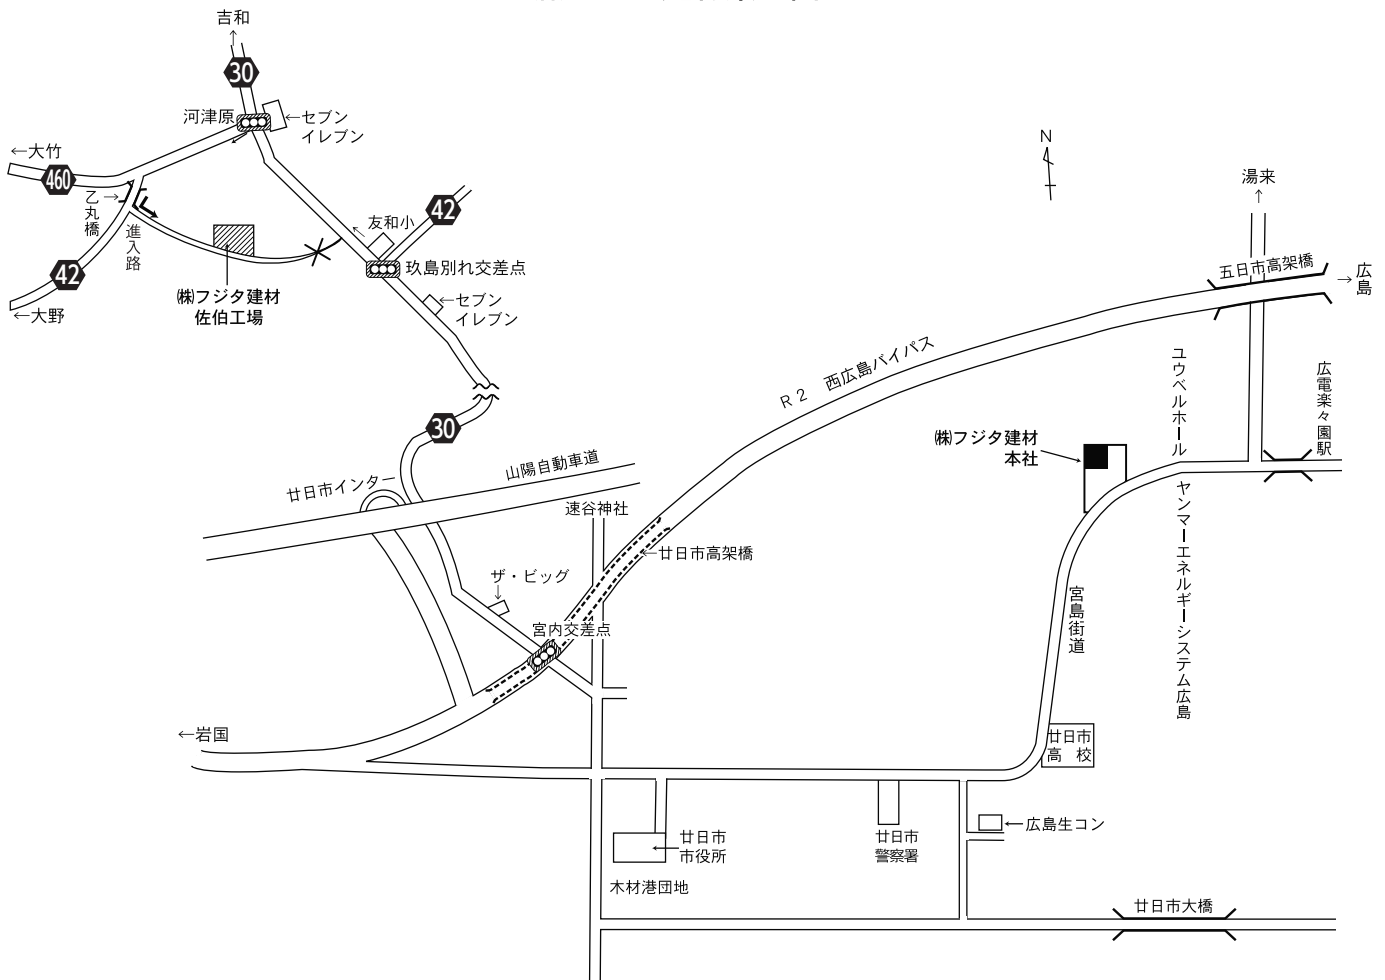 吉和
30
河津原
←セブン
イレブン
←大竹
460
乙丸橋
進入路
42
←大野
㈱フジタ建材
佐伯工場
友和小
42
玖島別れ交差点
←セブン
イレブン
30
廿日市インター
山陽自動車道
速谷神社
←廿日市高架橋
ザ・ビッグ
宮内交差点
←岩国
R2 西広島バイパス
N
湯来
五日市高架橋
→広島
ユウベルホール
広電楽々園駅
㈱フジタ建材
本社
ヤンマーエネルギーシステム広島
宮島街道
廿日市
高 校
←広島生コン
廿日市
市役所
廿日市
警察署
木材港団地
廿日市大橋